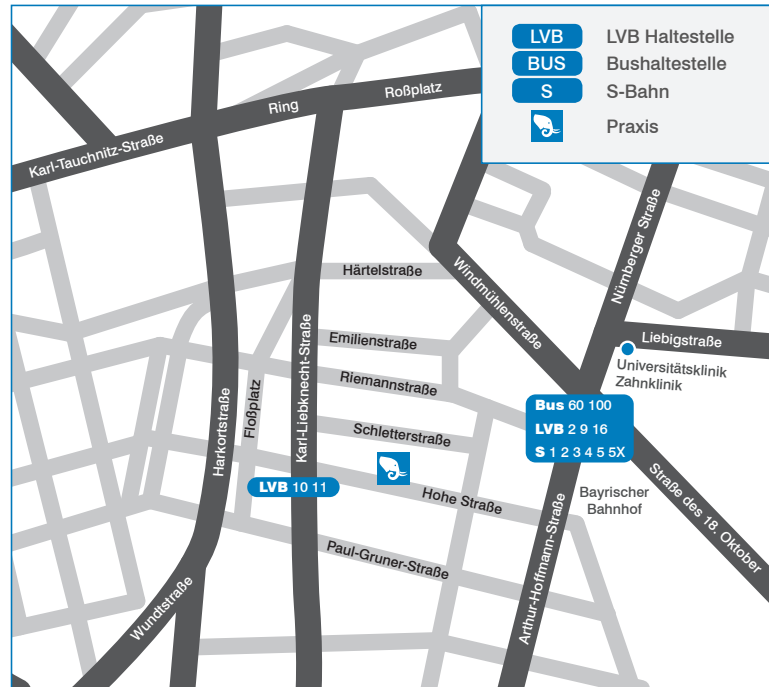 LVB LVB Haltestelle
BUS Bushaltestelle
S S-Bahn
Praxis
Roßplatz
Ring
Karl-Tauchnitz-Straße
Nürnberger Straße
Härtelstraße
Windmühlenstraße
Emilienstraße
Liebigstraße
Universitätsklinik
Zahnklinik
Riemannstraße
Karl-Liebknecht-Straße
Floßplatz
Harkortstraße
Bus 60 100
LVB 2 9 16
S 1 2 3 4 5 5X
Schletterstraße
LVB 10 11
Hohe Straße
Bayrischer
Bahnhof
Straße des 18. Oktober
Paul-Gruner-Straße
Arthur-Hoffmann-Straße
Wundtstraße